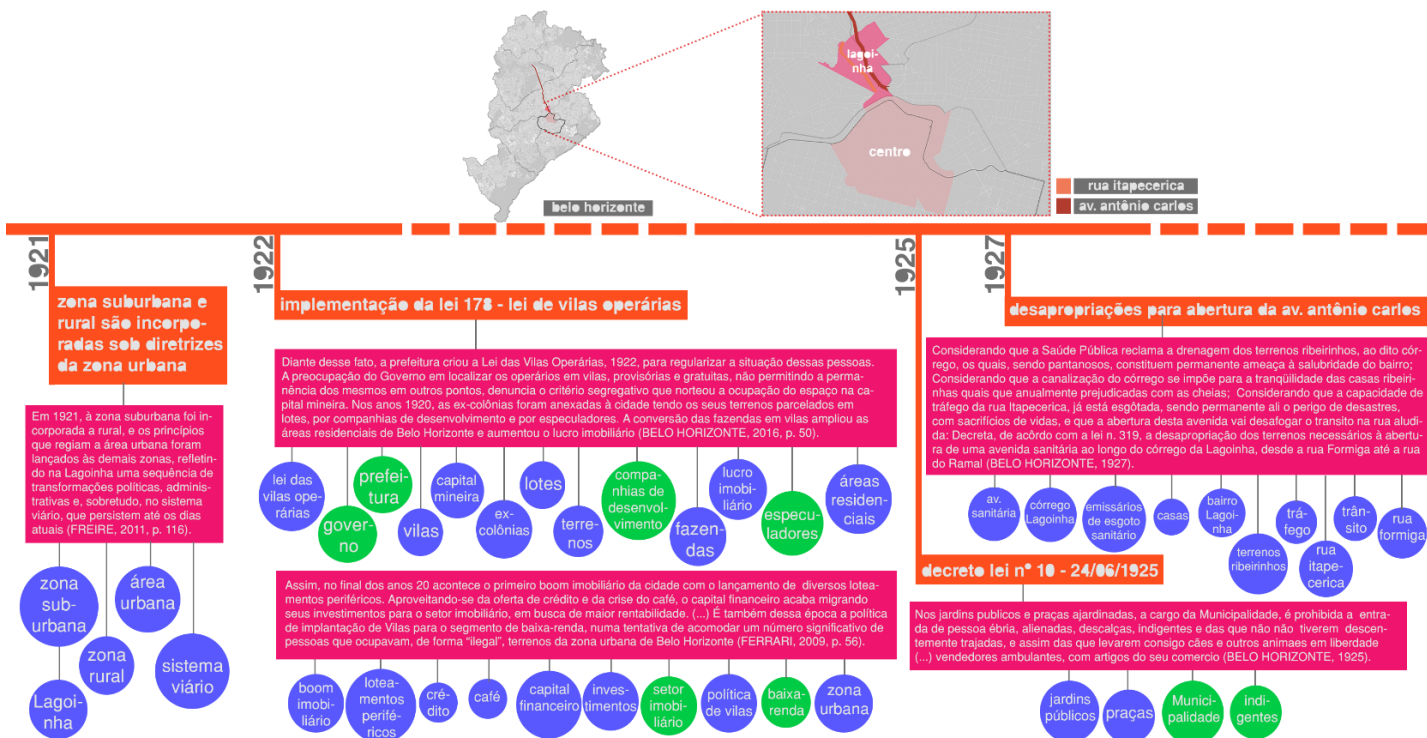 lagoi-
nha
centro
rua itapecerica
av. antônio carlos
belo horizonte
1921
zona suburbana e
rural são incorpo-
radas sob diretrizes
da zona urbana
Em 1921, à zona suburbana foi in-
corporada a rural, e os princípios
que regiam a área urbana foram
lançados às demais zonas, refletin-
do na Lagoinha uma sequência de
transformações políticas, adminis-
trativas e, sobretudo, no sistema
viário, que persistem até os dias
atuais (FREIRE, 2011, p. 116).
zona
sub-
urbana
Lagoi-
nha
zona
rural
área
urbana
sistema
viário
1922
implementação da lei 178 - lei de vilas operárias
Diante desse fato, a prefeitura criou a Lei das Vilas Operárias, 1922, para regularizar a situação dessas pessoas.
A preocupação do Governo em localizar os operários em vilas, provisórias e gratuitas, não permitindo a perma-
nência dos mesmos em outros pontos, denuncia o critério segregativo que norteou a ocupação do espaço na ca-
pital mineira. Nos anos 1920, as ex-colônias foram anexadas à cidade tendo os seus terrenos parcelados em
lotes, por companhias de desenvolvimento e por especuladores. A conversão das fazendas em vilas ampliou as
áreas residenciais de Belo Horizonte e aumentou o lucro imobiliário (BELO HORIZONTE, 2016, p. 50).
lei das
vilas ope-
rárias
gover-
no
prefei-
tura
vilas
capital
mineira
ex-
colônias
lotes
terre-
nos
compa-
nhias de
desenvol-
vimento
fazen-
das
lucro
imobi-
liário
especu-
ladores
áreas
residen-
ciais
Assim, no final dos anos 20 acontece o primeiro boom imobiliário da cidade com o lançamento de diversos lotea-
mentos periféricos. Aproveitando-se da oferta de crédito e da crise do café, o capital financeiro acaba migrando
seus investimentos para o setor imobiliário, em busca de maior rentabilidade. (...) É também dessa época a política
de implantação de Vilas para o segmento de baixa-renda, numa tentativa de acomodar um número significativo de
pessoas que ocupavam, de forma “ilegal”, terrenos da zona urbana de Belo Horizonte (FERRARI, 2009, p. 56).
boom
imobi-
liário
lotea-
mentos
perifé-
ricos
cré-
dito
café
capital
financeiro
inves-
timentos
setor
imobi-
liário
política
de vilas
baixa-
renda
zona
urbana
1925
1927
desapropriações para abertura da av. antônio carlos
Considerando que a Saúde Pública reclama a drenagem dos terrenos ribeirinhos, ao dito cór-
rego, os quais, sendo pantanosos, constituem permanente ameaça à salubridade do bairro;
Considerando que a canalização do córrego se impõe para a tranqüilidade das casas ribeiri-
nhas quais que anualmente prejudicadas com as cheias; Considerando que a capacidade de
tráfego da rua Itapecerica, já está esgôtada, sendo permanente ali o perigo de desastres,
com sacrifícios de vidas, e que a abertura desta avenida vai desafogar o transito na rua aludi-
da: Decreta, de acôrdo com a lei n. 319, a desapropriação dos terrenos necessários à abertu-
ra de uma avenida sanitária ao longo do córrego da Lagoinha, desde a rua Formiga até a rua
do Ramal (BELO HORIZONTE, 1927).
av.
sanitária
córrego
Lagoinha
emissários
de esgoto
sanitário
casas
bairro
Lagoi-
nha
terrenos
ribeirinhos
trá-
fego
rua
itape-
cerica
trân-
sito
rua
formiga
decreto lei n° 10 - 24/06/1925
Nos jardins publicos e praças ajardinadas, a cargo da Municipalidade, é prohibida a entra-
da de pessoa ébria, alienadas, descalças, indigentes e das que não não tiverem descen-
temente trajadas, e assim das que levarem consigo cães e outros animaes em liberdade
(...) vendedores ambulantes, com artigos do seu comercio (BELO HORIZONTE, 1925).
jardins
públicos
praças
Munici-
palidade
indi-
gentes